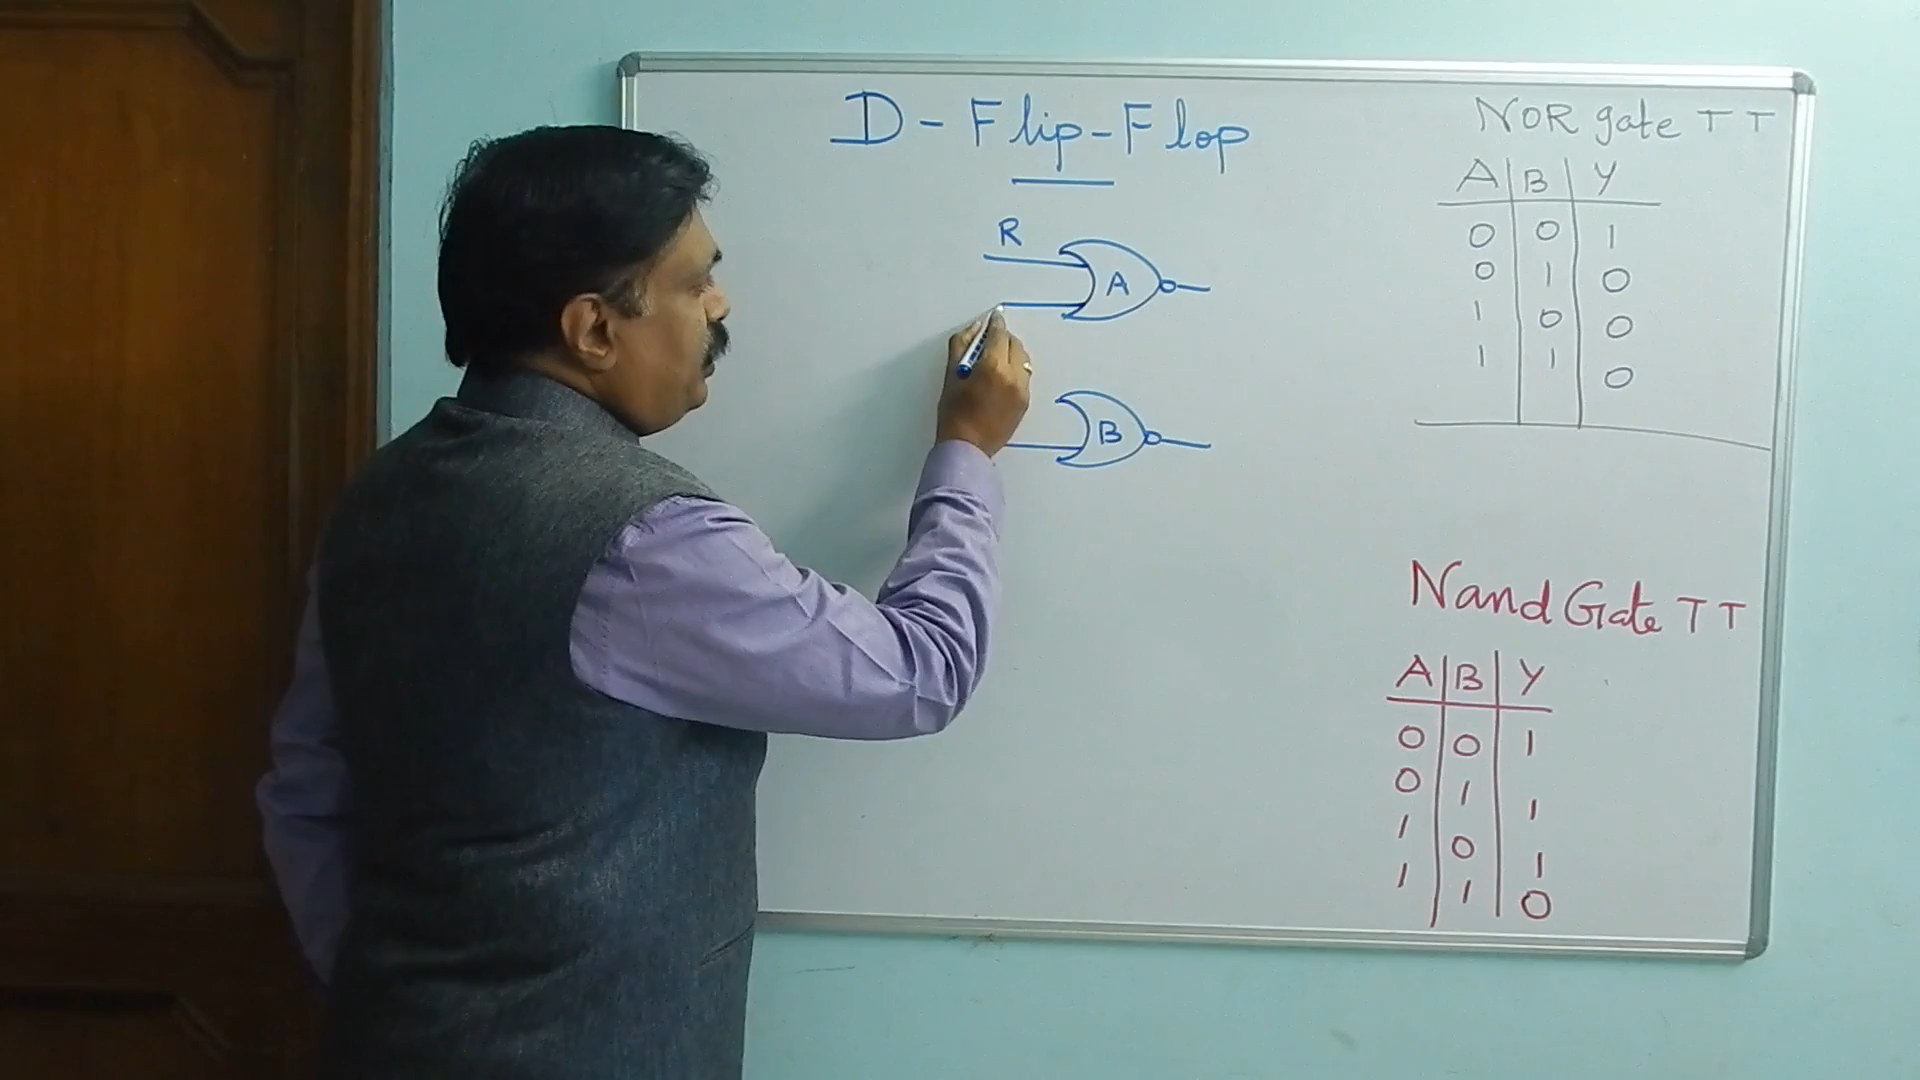 D - Flip-Flop
R
A
B
NOR gate TT
A B Y
0 0 1
0 1 0
1 0 0
1 1 0
Nand Gate TT
A B Y
0 0 1
0 1 1
1 0 1
1 1 0